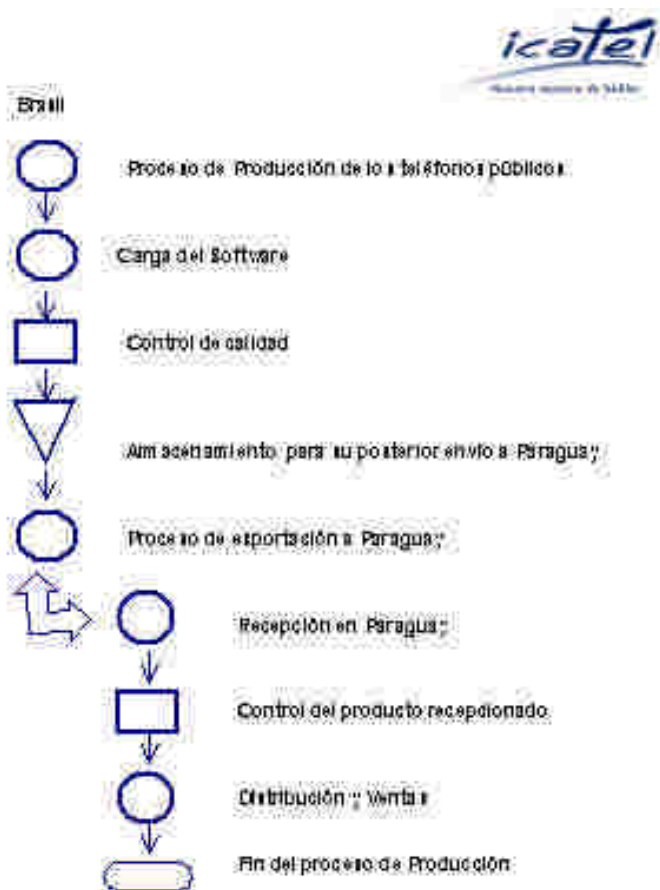 icatel
Brasil
Proceso de Producción de los teléfonos públicos
Carga del Software
Control de calidad
Almacenamiento para su posterior envío a Paraguay
Proceso de exportación a Paraguay
Recepción en Paraguay
Control del producto recepcionado
Distribución y Ventas
Fin del proceso de Producción